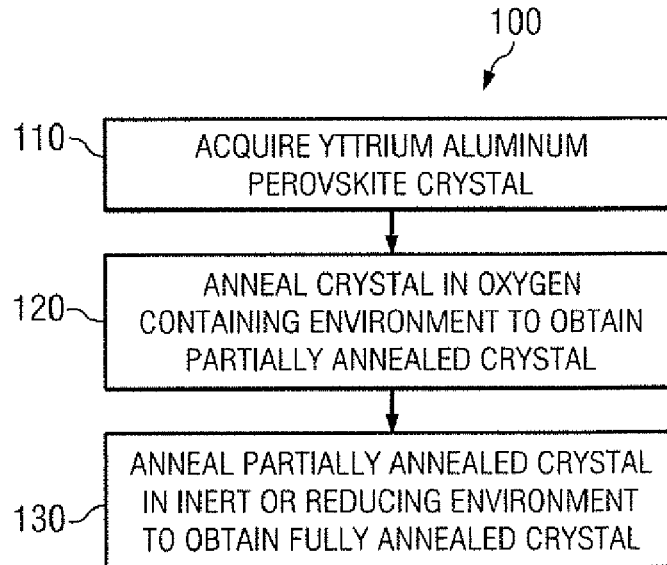 100
110
ACQUIRE YTTRIUM ALUMINUM
PEROVSKITE CRYSTAL
120
ANNEAL CRYSTAL IN OXYGEN
CONTAINING ENVIRONMENT TO OBTAIN
PARTIALLY ANNEALED CRYSTAL
130
ANNEAL PARTIALLY ANNEALED CRYSTAL
IN INERT OR REDUCING ENVIRONMENT
TO OBTAIN FULLY ANNEALED CRYSTAL